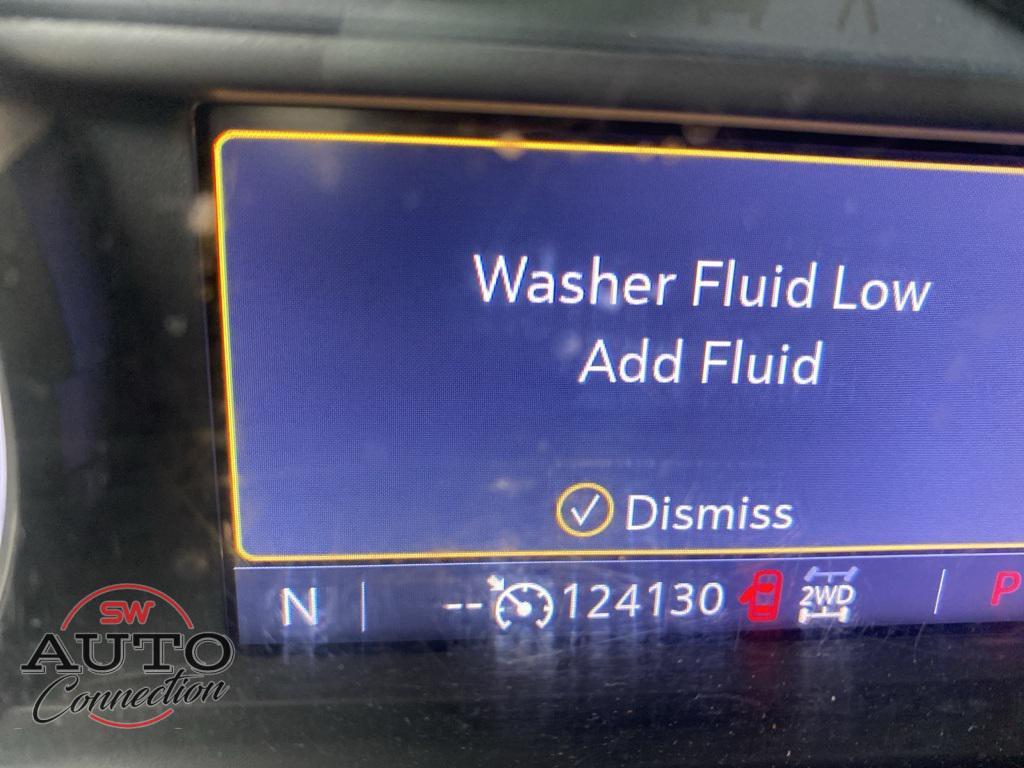 Washer Fluid Low
Add Fluid
Dismiss
N -- 124130 2WD P
SW
AUTO
Connection